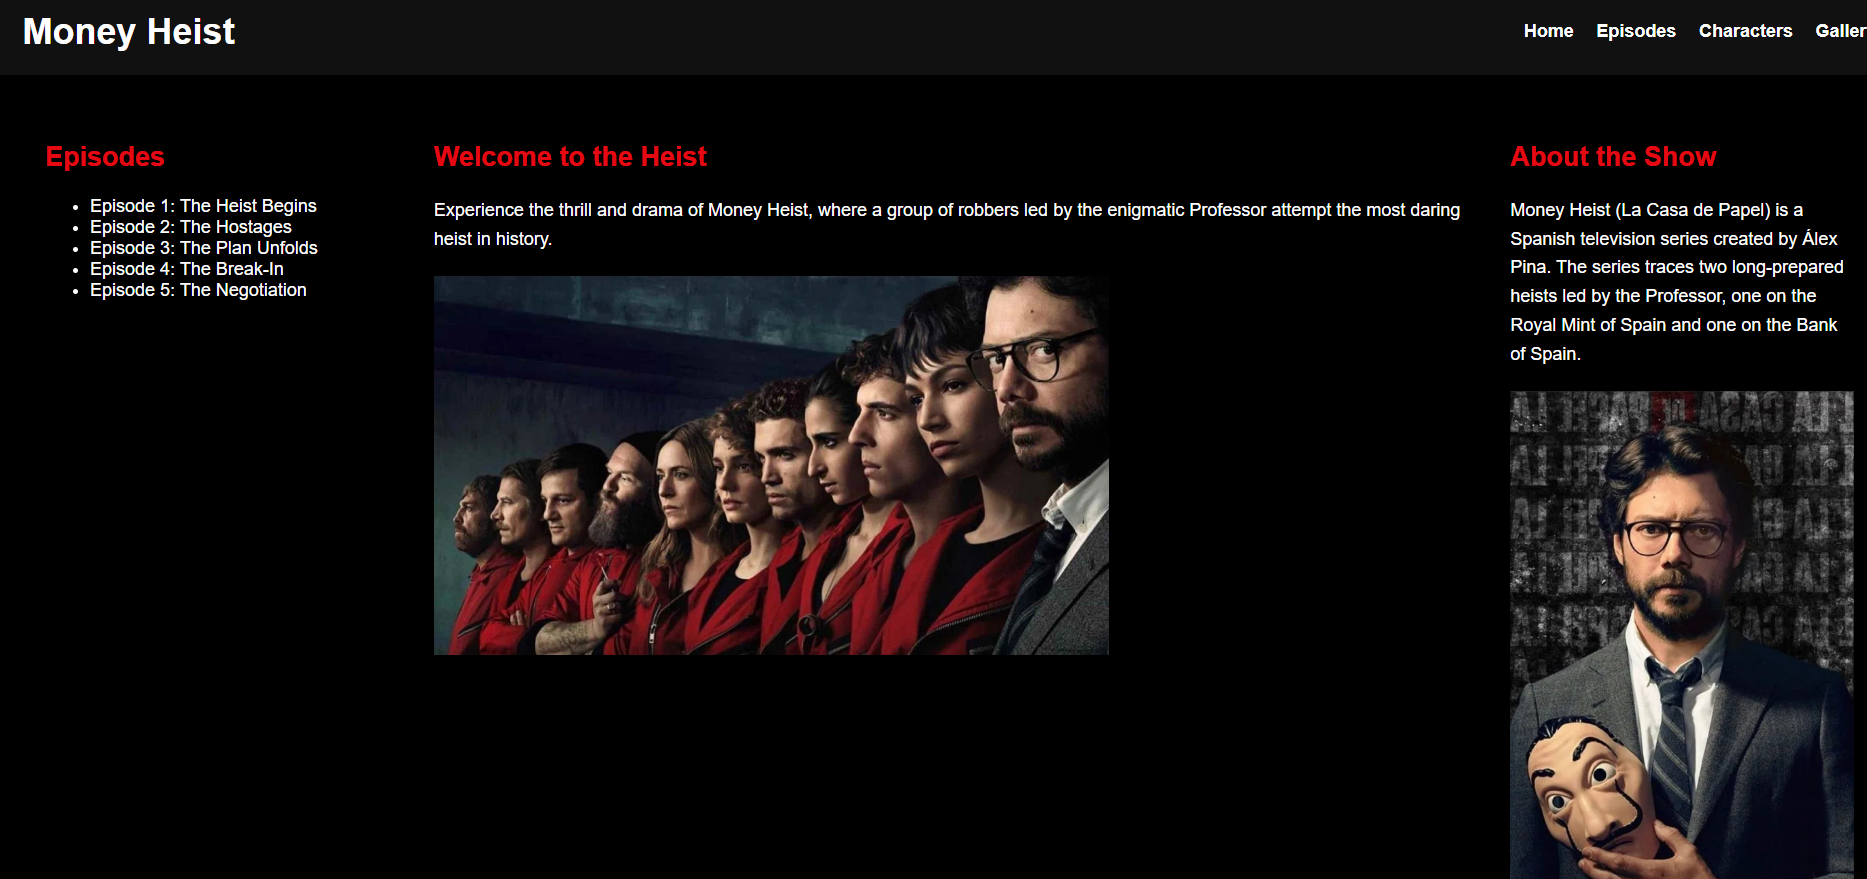 Money Heist
Home Episodes Characters Galler
Episodes
Episode 1: The Heist Begins
Episode 2: The Hostages
Episode 3: The Plan Unfolds
Episode 4: The Break-In
Episode 5: The Negotiation
Welcome to the Heist
Experience the thrill and drama of Money Heist, where a group of robbers led by the enigmatic Professor attempt the most daring
heist in history.
About the Show
Money Heist (La Casa de Papel) is a
Spanish television series created by Álex
Pina. The series traces two long-prepared
heists led by the Professor, one on the
Royal Mint of Spain and one on the Bank
of Spain.